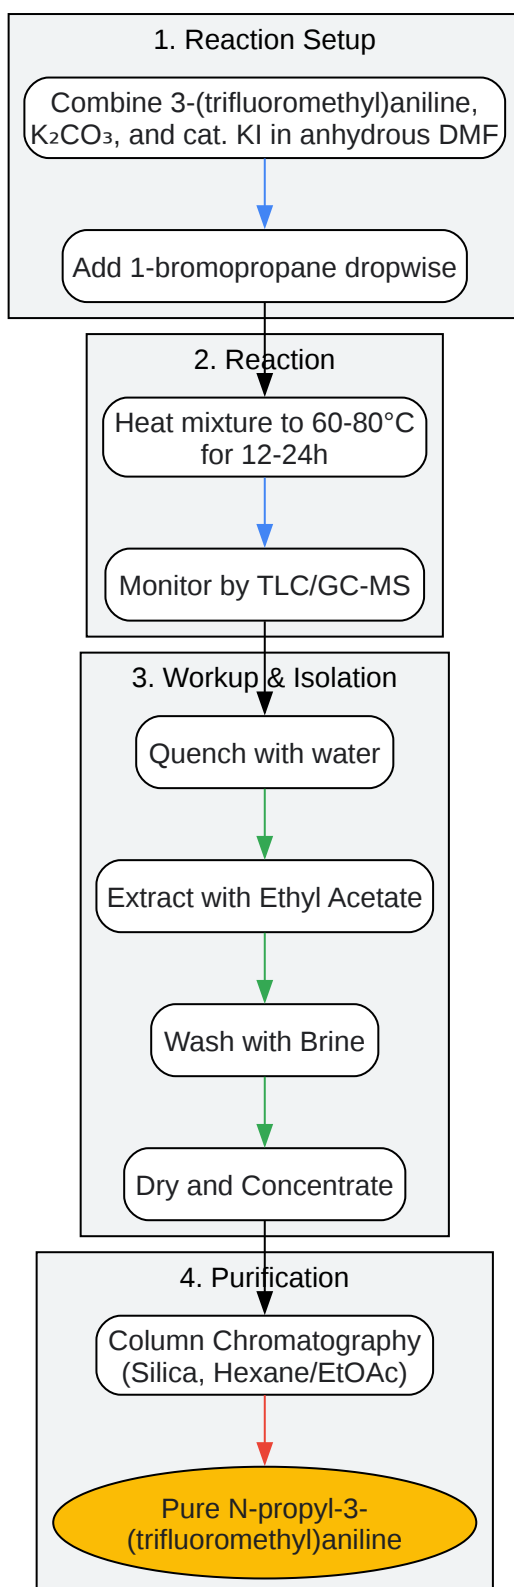 1. Reaction Setup
Combine 3-(trifluoromethyl)aniline,
K₂CO₃, and cat. KI in anhydrous DMF
Add 1-bromopropane dropwise
2. Reaction
Heat mixture to 60-80°C
for 12-24h
Monitor by TLC/GC-MS
3. Workup & Isolation
Quench with water
Extract with Ethyl Acetate
Wash with Brine
Dry and Concentrate
4. Purification
Column Chromatography
(Silica, Hexane/EtOAc)
Pure N-propyl-3-
(trifluoromethyl)aniline